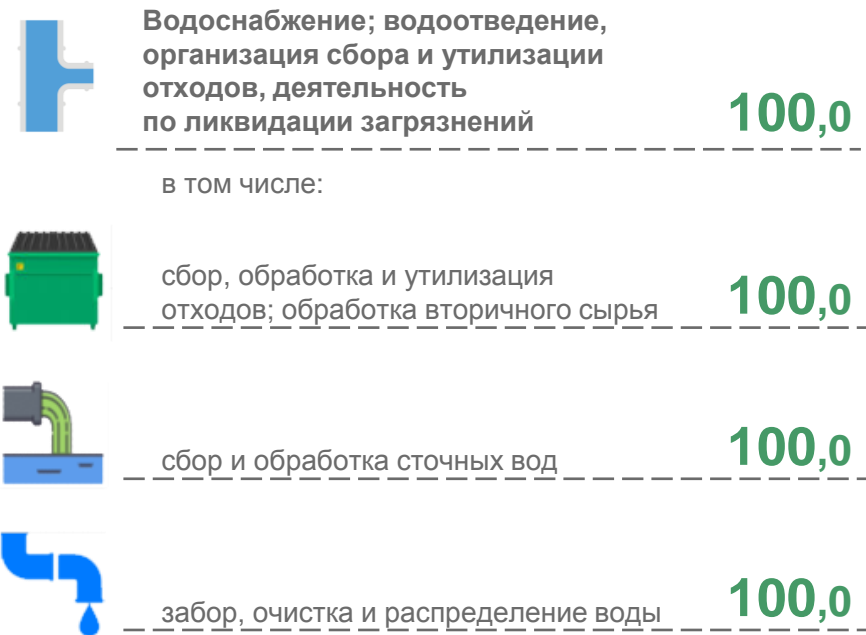 Водоснабжение; водоотведение,
организация сбора и утилизации
отходов, деятельность
по ликвидации загрязнений
100,0
в том числе:
сбор, обработка и утилизация
отходов; обработка вторичного сырья
100,0
сбор и обработка сточных вод
100,0
забор, очистка и распределение воды
100,0